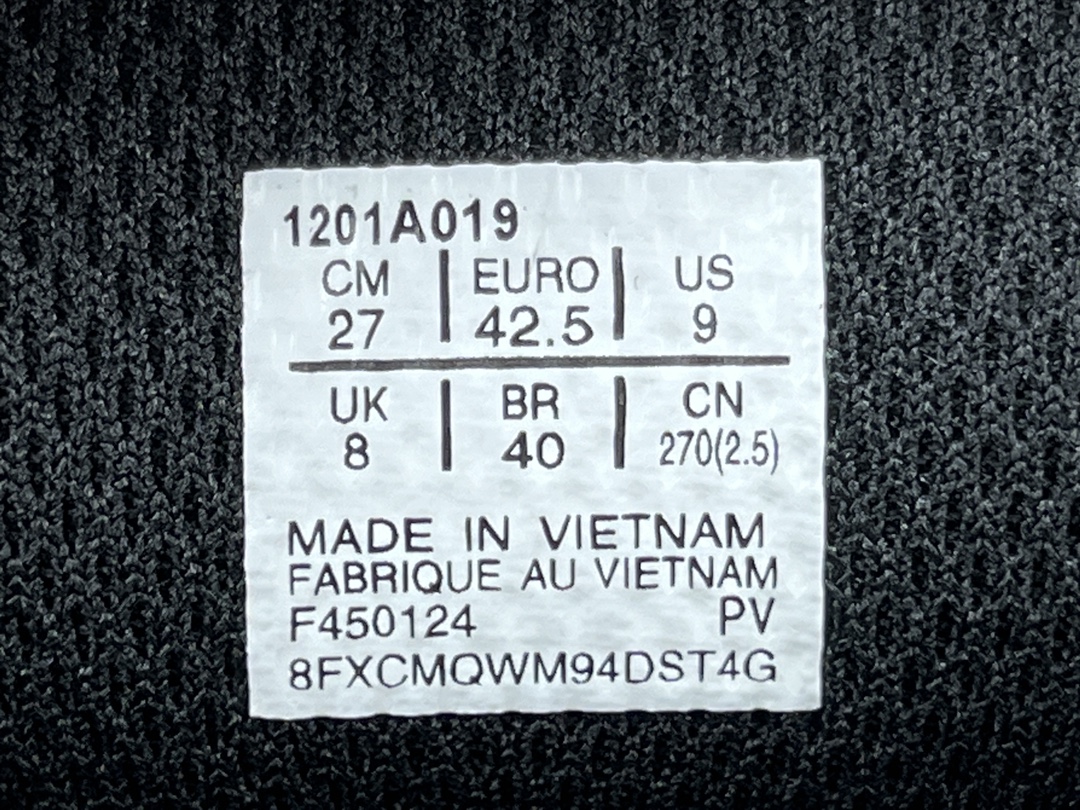 1201A019
CM | EURO | US
27 | 42.5 | 9
UK | BR | CN
8 | 40 | 270(2.5)
MADE IN VIETNAM
FABRIQUE AU VIETNAM
F450124 PV
8FXCMQWM94DST4G